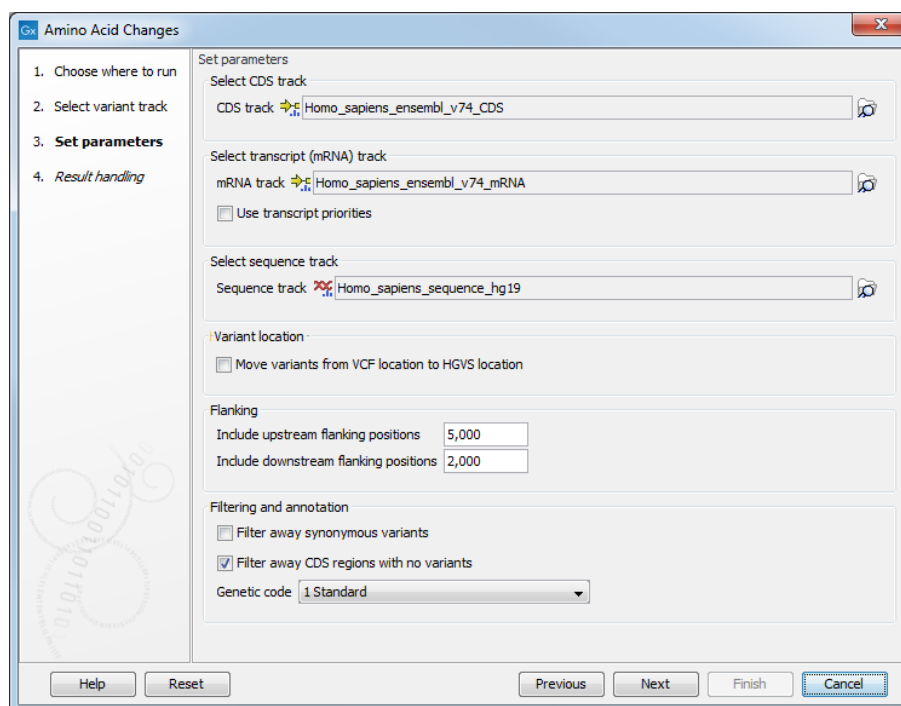 Gx Amino Acid Changes
1. Choose where to run
2. Select variant track
3. Set parameters
4. Result handling
Set parameters
Select CDS track
CDS track Homo_sapiens_ensembl_v74_CDS
Select transcript (mRNA) track
mRNA track Homo_sapiens_ensembl_v74_mRNA
Use transcript priorities
Select sequence track
Sequence track Homo_sapiens_sequence_hg19
Variant location
Move variants from VCF location to HGVS location
Flanking
Include upstream flanking positions 5,000
Include downstream flanking positions 2,000
Filtering and annotation
Filter away synonymous variants
Filter away CDS regions with no variants
Genetic code 1 Standard
Help Reset Previous Next Finish Cancel